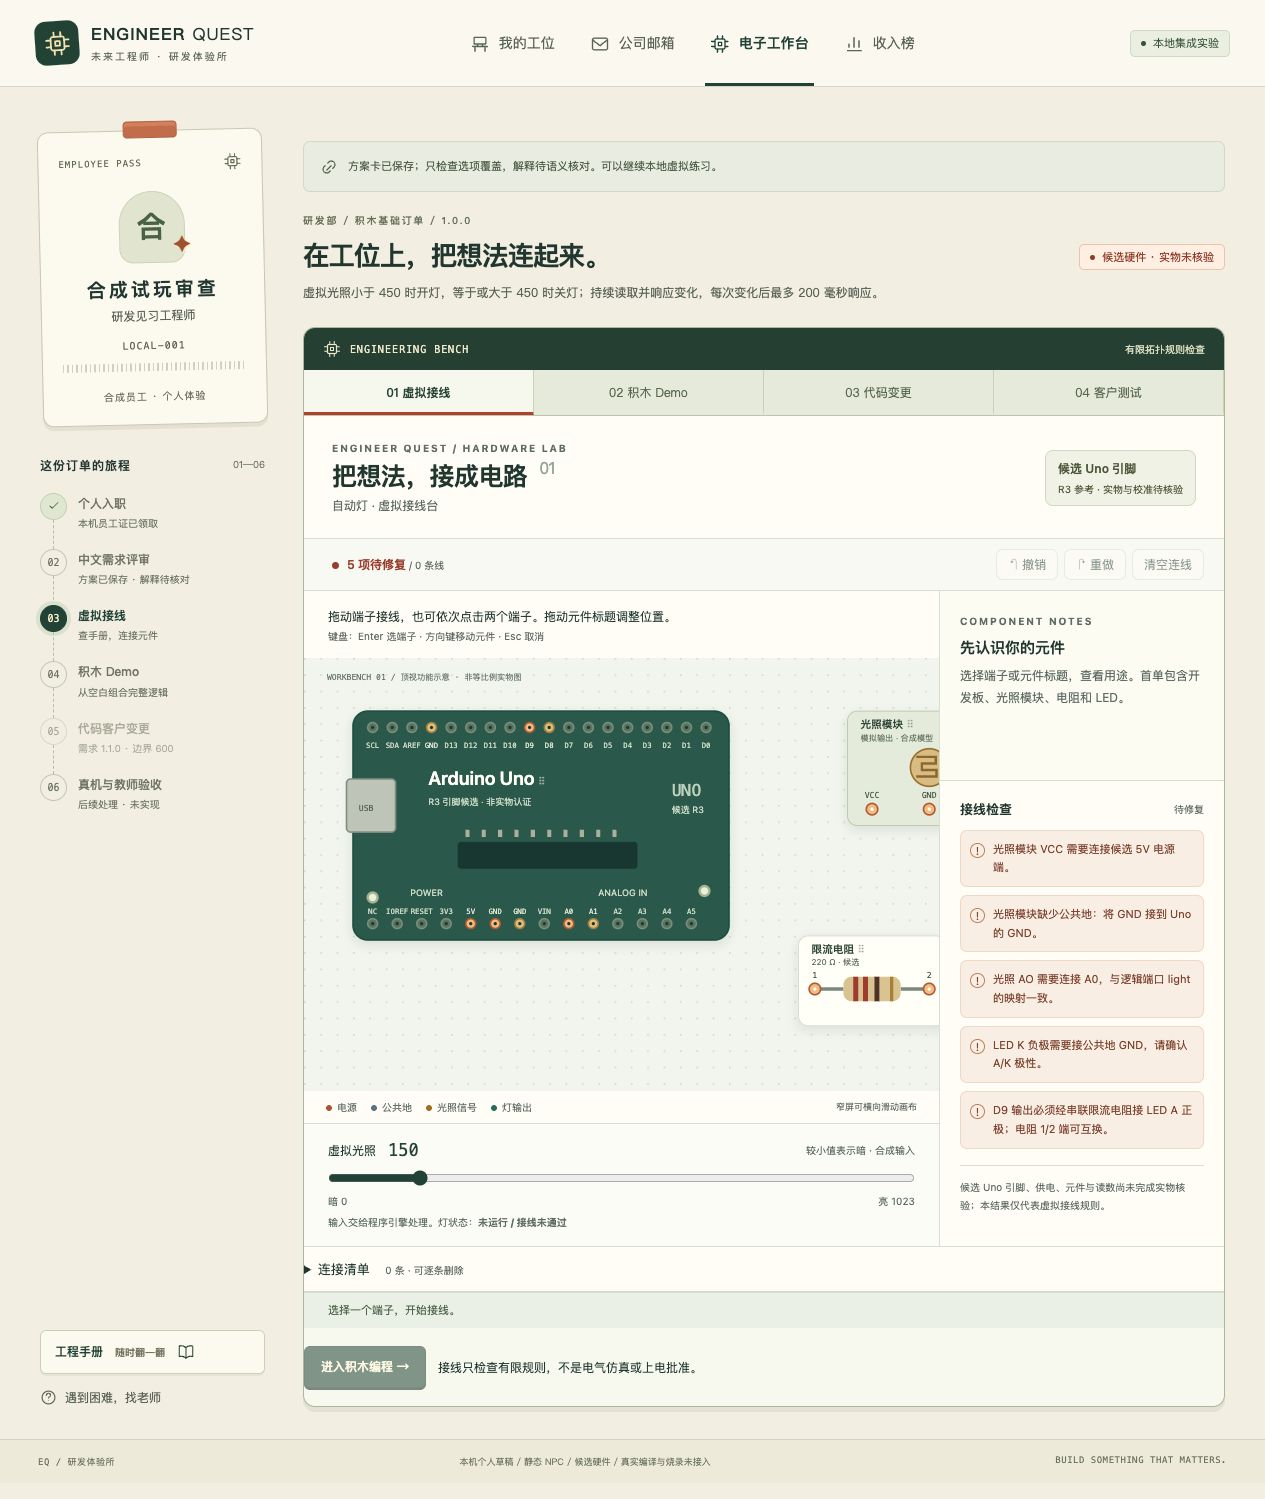 ENGINEER QUEST
未来工程师 · 研发体验所
我的工位
公司邮箱
电子工作台
收入榜
本地集成实验
EMPLOYEE PASS
合
合成试玩审查
研发见习工程师
LOCAL-001
合成员工 · 个人体验
这份订单的旅程
01—06
个人入职
本机员工证已领取
02
中文需求评审
方案已保存 · 解释待核对
03
虚拟接线
查手册，连接元件
04
积木 Demo
从空白组合完整逻辑
05
代码客户变更
需求 1.1.0 · 边界 600
06
真机与教师验收
后续处理 · 未实现
工程手册 随时翻一翻
遇到困难，找老师
方案卡已保存；只检查选项覆盖，解释待语义核对。可以继续本地虚拟练习。
研发部 / 积木基础订单 / 1.0.0
在工位上，把想法连起来。
候选硬件 · 实物未核验
虚拟光照小于 450 时开灯，等于或大于 450 时关灯；持续读取并响应变化，每次变化后最多 200 毫秒响应。
ENGINEERING BENCH
有限拓扑规则检查
01 虚拟接线
02 积木 Demo
03 代码变更
04 客户测试
ENGINEER QUEST / HARDWARE LAB
把想法，接成电路 01
自动灯 · 虚拟接线台
候选 Uno 引脚
R3 参考 · 实物与校准待核验
5 项待修复 / 0 条线
撤销
重做
清空连线
拖动端子接线，也可依次点击两个端子。拖动元件标题调整位置。
键盘：Enter 选端子 · 方向键移动元件 · Esc 取消
WORKBENCH 01 / 顶视功能示意 · 非等比例实物图
SCL SDA AREF GND D13 D12 D11 D10 D9 D8 D7 D6 D5 D4 D3 D2 D1 D0
Arduino Uno
R3 引脚候选 · 非实物认证
UNO
候选 R3
USB
POWER
ANALOG IN
NC IOREF RESET 3V3 5V GND GND VIN A0 A1 A2 A3 A4 A5
光照模块
模拟输出 · 合成模型
VCC GND
限流电阻
220 Ω · 候选
1 2
电源
公共地
光照信号
灯输出
窄屏可横向滑动画布
虚拟光照 150
较小值表示暗 · 合成输入
暗 0
亮 1023
输入交给程序引擎处理。灯状态：未运行 / 接线未通过
COMPONENT NOTES
先认识你的元件
选择端子或元件标题，查看用途。首单包含开
发板、光照模块、电阻和 LED。
接线检查
待修复
光照模块 VCC 需要连接候选 5V 电源
端。
光照模块缺少公共地：将 GND 接到 Uno
的 GND。
光照 AO 需要连接 A0，与逻辑端口 light
的映射一致。
LED K 负极需要接公共地 GND，请确认
A/K 极性。
D9 输出必须经串联限流电阻接 LED A 正
极；电阻 1/2 端可互换。
候选 Uno 引脚、供电、元件与读数尚未完成实物核
验；本结果仅代表虚拟接线规则。
连接清单 0 条 · 可逐条删除
选择一个端子，开始接线。
进入积木编程 →
接线只检查有限规则，不是电气仿真或上电批准。
EQ / 研发体验所
本机个人草稿 / 静态 NPC / 候选硬件 / 真实编译与烧录未接入
BUILD SOMETHING THAT MATTERS.